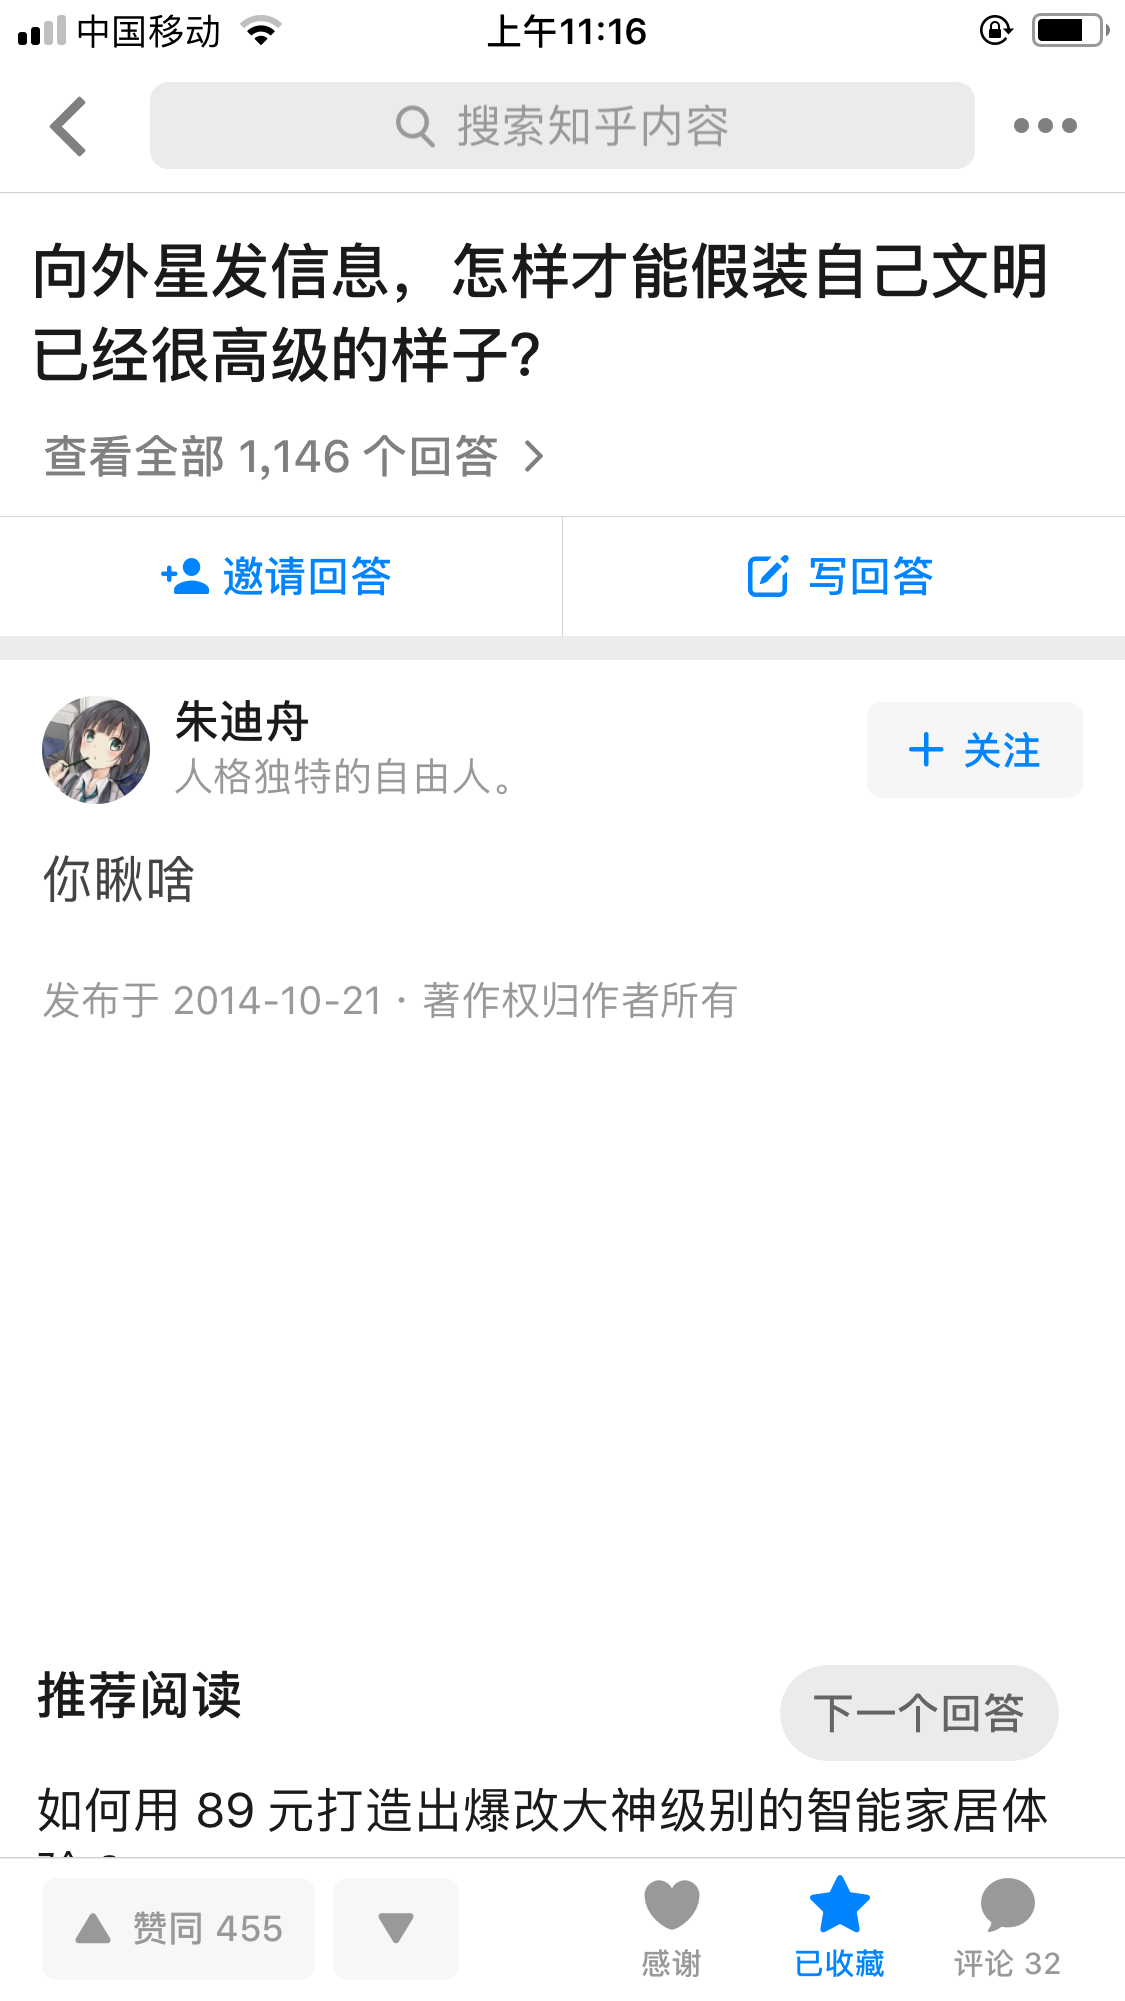 中国移动 上午11:16
搜索知乎内容
向外星发信息，怎样才能假装自己文明
已经很高级的样子？
查看全部 1,146 个回答
邀请回答 写回答
朱迪舟
人格独特的自由人。
关注
你瞅啥
发布于 2014-10-21 · 著作权归作者所有
推荐阅读
下一个回答
如何用 89 元打造出爆改大神级别的智能家居体
赞同 455
感谢 已收藏 评论 32